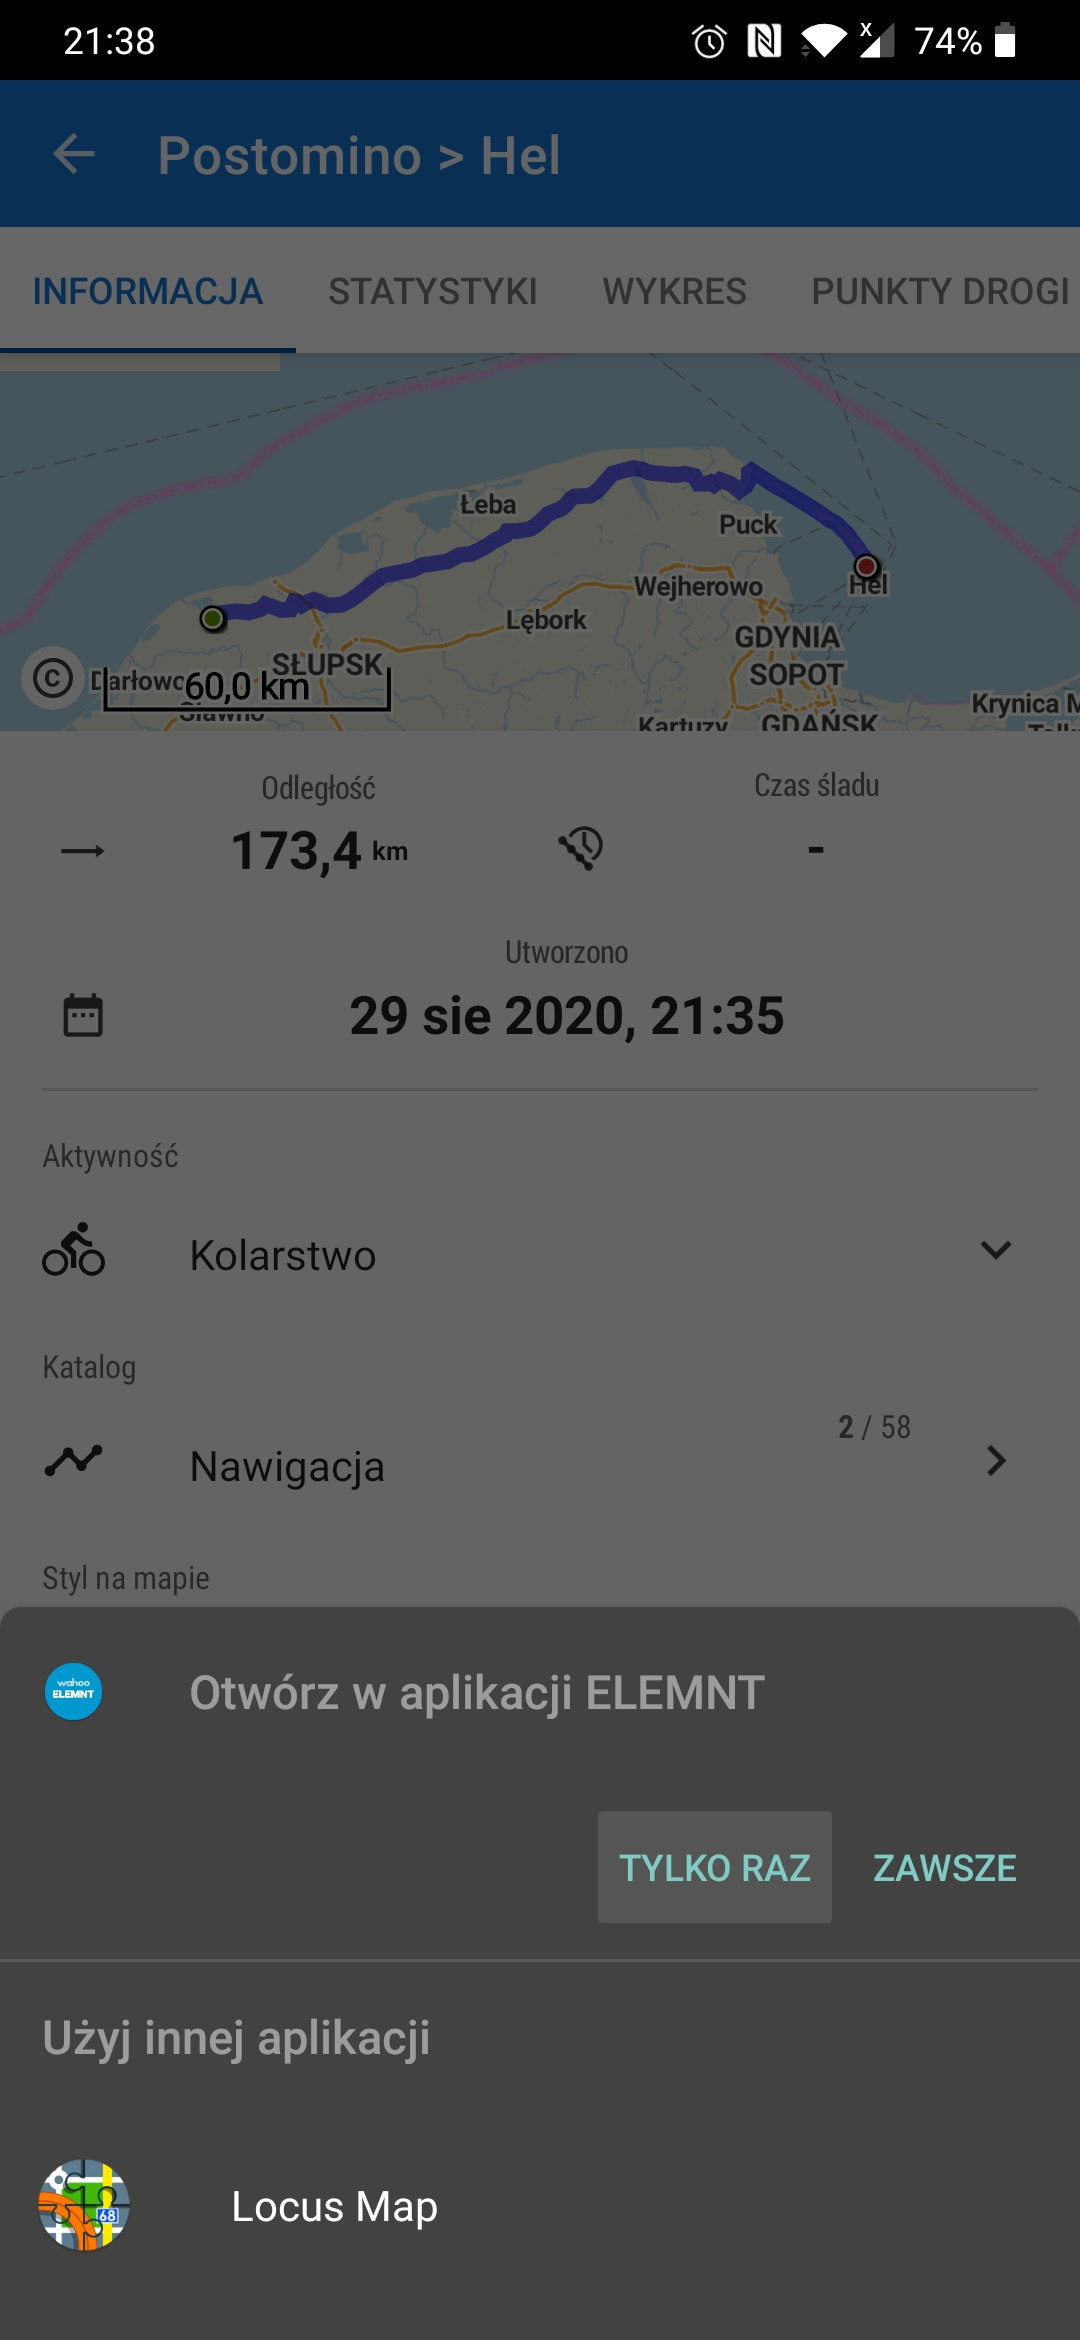 21:38
X
74%
Postomino > Hel
INFORMACJA
STATYSTYKI
WYKRES
PUNKTY DROGI
Łeba
Puck
Hel
Wejherowo
Lębork
GDYNIA
SŁUPSK
SOPOT
©
Darłowo
60,0 km
Sławno
Krynica M
Kartuzy
GDAŃSK
Odległość
Czas śladu
173,4 km
-
Utworzono
29 sie 2020, 21:35
Aktywność
Kolarstwo
Katalog
2 / 58
Nawigacja
Styl na mapie
wahoo
ELEMNT
Otwórz w aplikacji ELEMNT
TYLKO RAZ
ZAWSZE
Użyj innej aplikacji
68
Locus Map